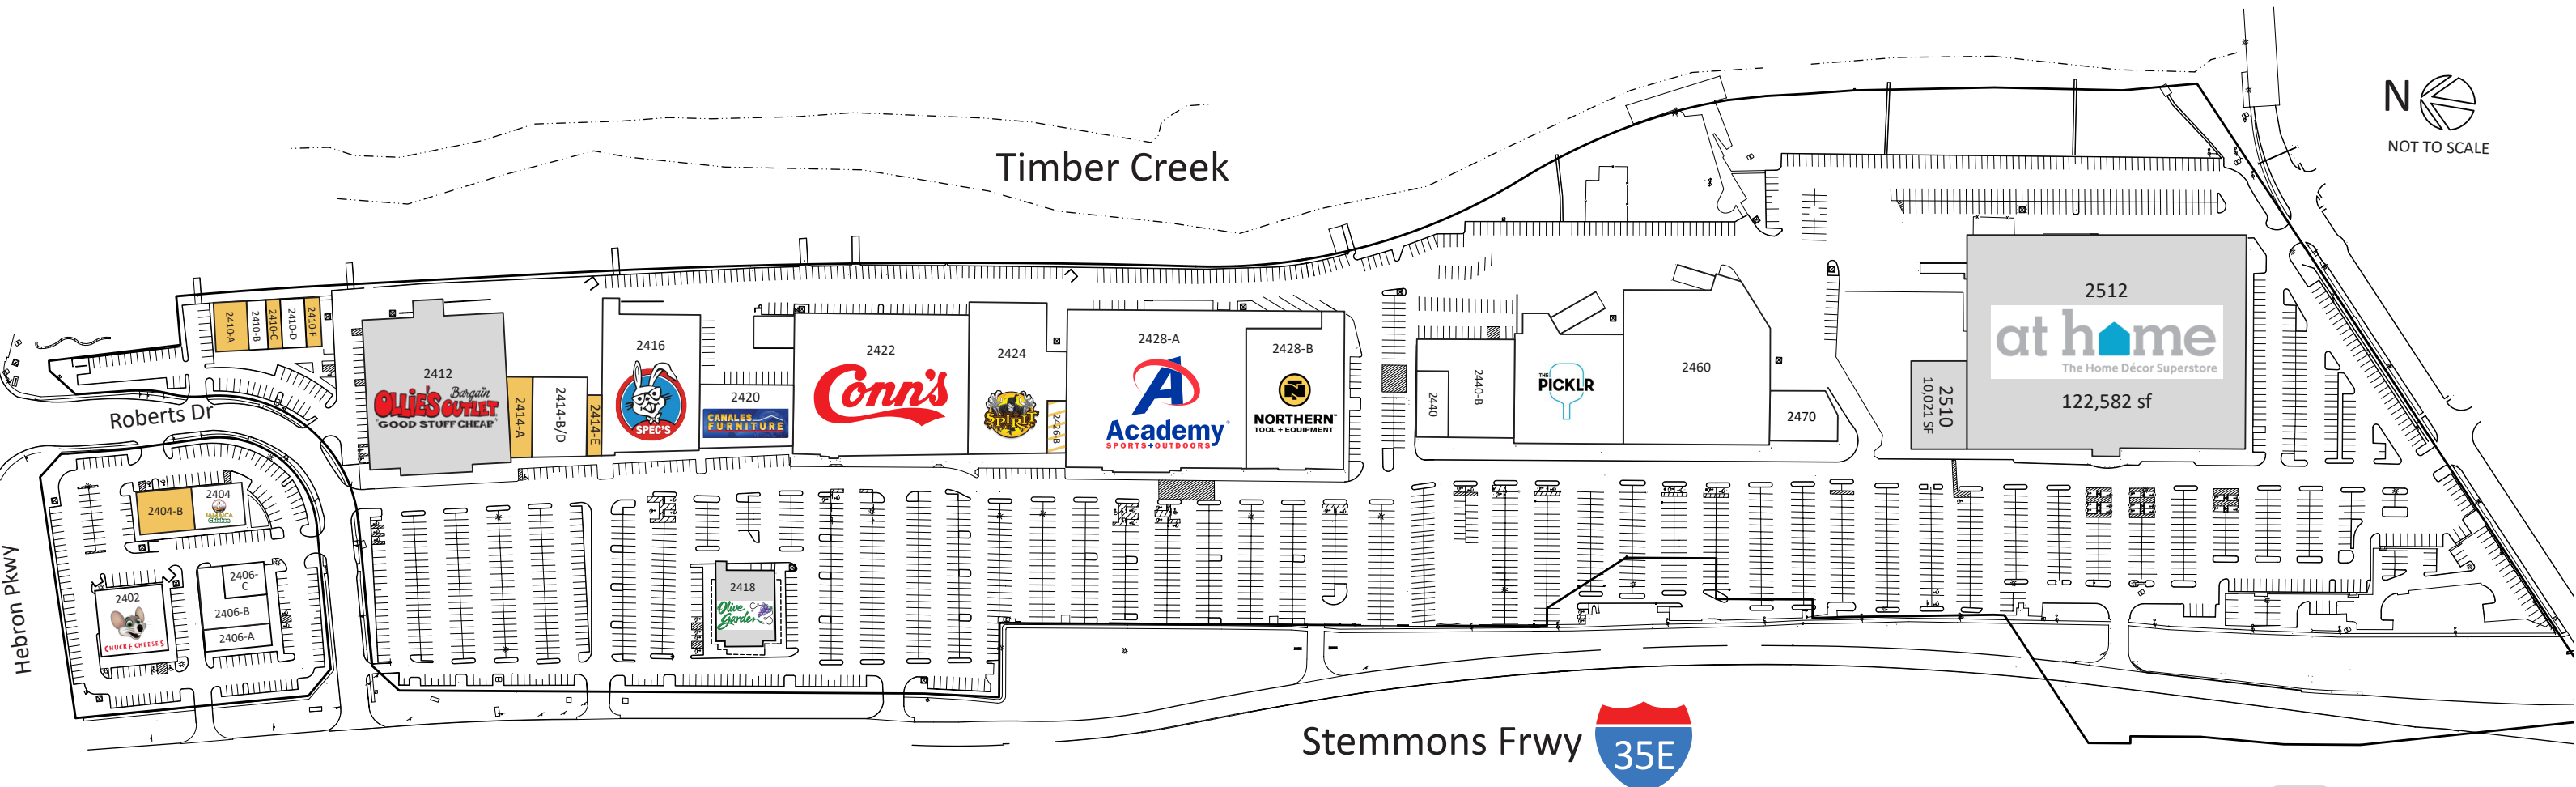 N
NOT TO SCALE
Timber Creek
2410-A
2410-B
2410-C
2410-D
2410-F
Roberts Dr
Hebron Pkwy
2412
OLLIE'S Bargain
OUTLET
"GOOD STUFF CHEAP"
2414-A
2414-B/D
2414-E
2416
SPEC'S
2420
CANALES
FURNITURE
2422
Conn's
2424
SPIRIT
2426-B
2428-A
A
Academy
SPORTS+OUTDOORS
2428-B
N
NORTHERN
TOOL + EQUIPMENT
2440
2440-B
THE
PICKLR
2460
2470
2510
10,021 SF
2512
at home
The Home Décor Superstore
122,582 sf
2404-B
2404
JAMAICA
Chicken
2402
CHUCK E CHEESE'S
2406-
C
2406-B
2406-A
2418
Olive
Garden
Stemmons Frwy
35E